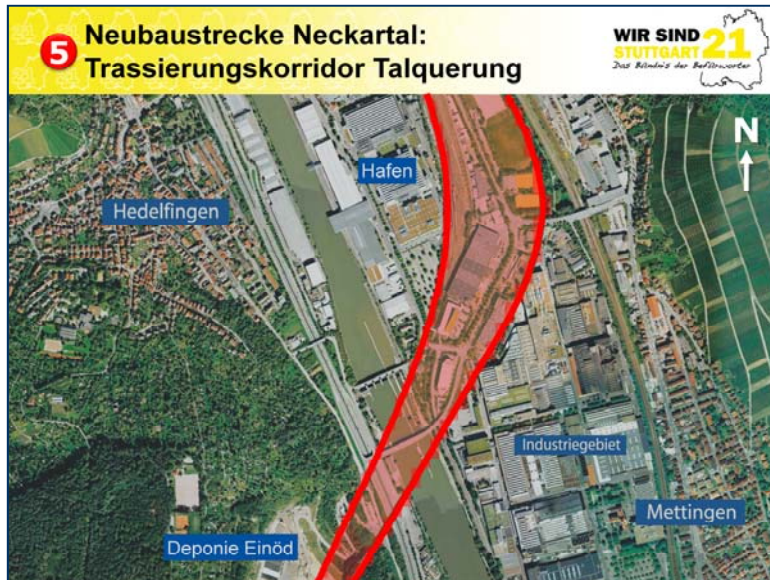 5
Neubaustrecke Neckartal:
Trassierungskorridor Talquerung
WIR SIND
STUTTGART 21
Das Bündnis der Befürworter
N
Hafen
Hedelfingen
Industriegebiet
Mettingen
Deponie Einöd